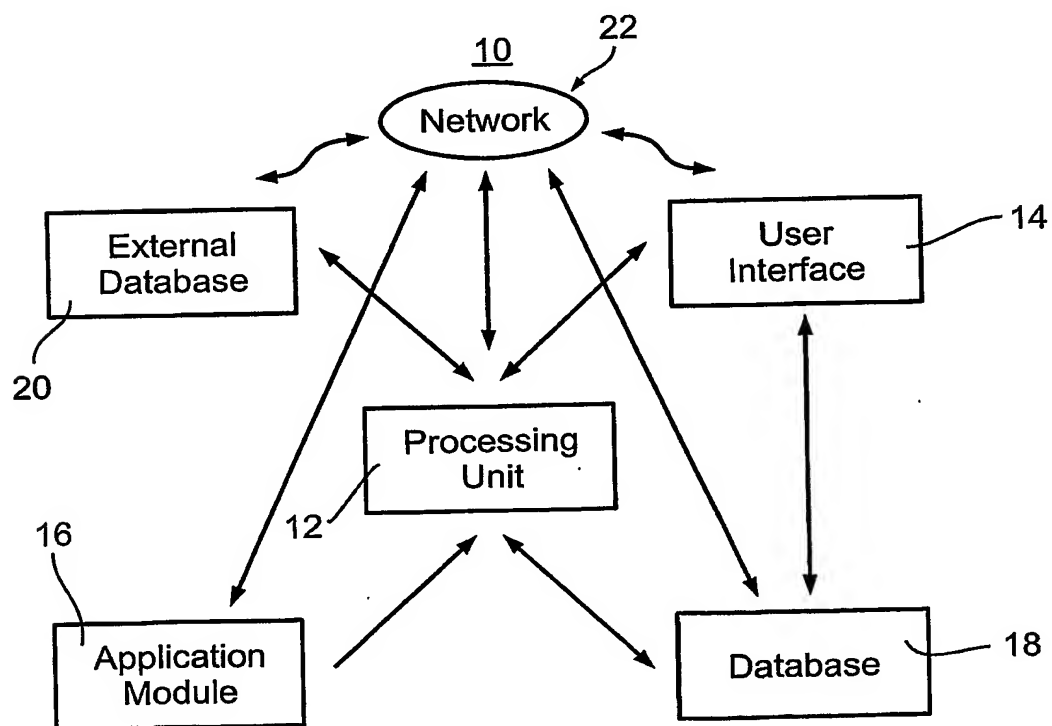 10
22
Network
External
Database
20
User
Interface
14
Processing
Unit
12
16
Application
Module
Database
18